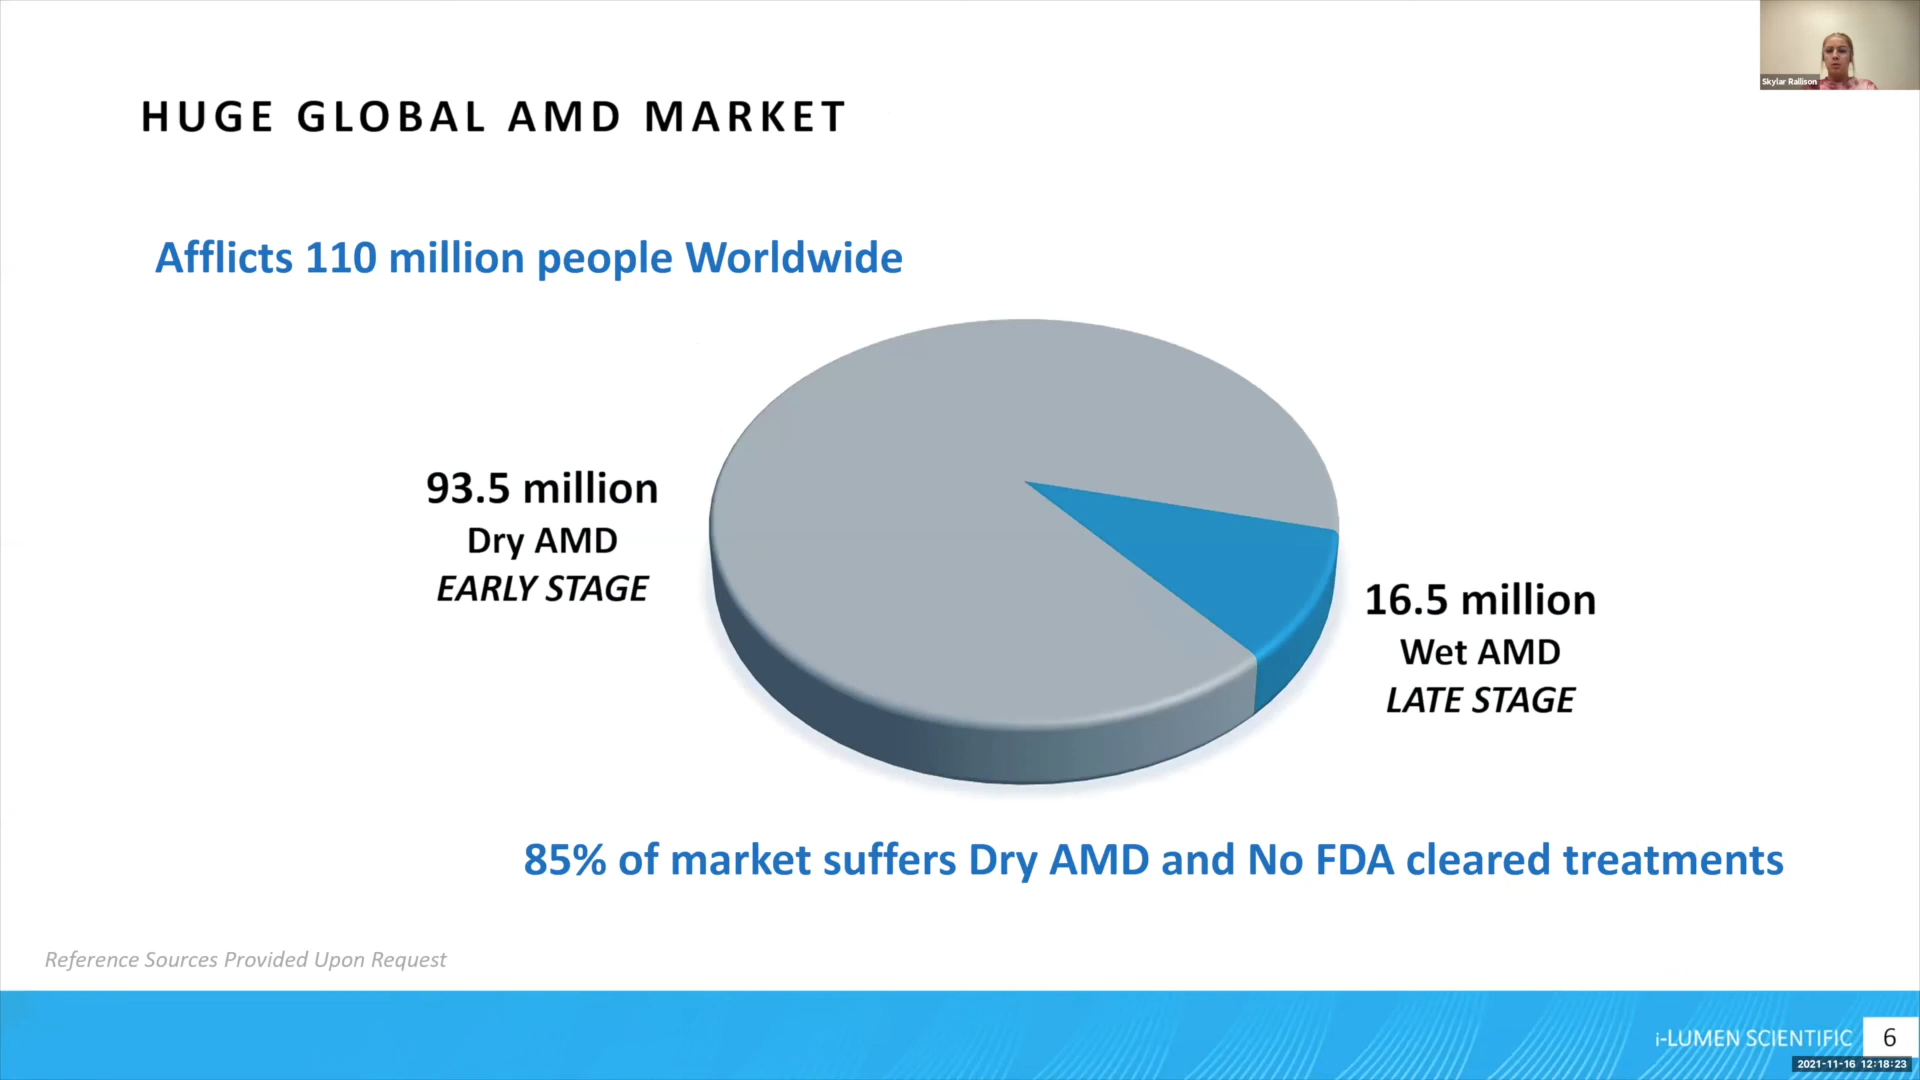 Skylar Rallison
HUGE GLOBAL AMD MARKET
Afflicts 110 million people Worldwide
93.5 million
Dry AMD
EARLY STAGE
16.5 million
Wet AMD
LATE STAGE
85% of market suffers Dry AMD and No FDA cleared treatments
Reference Sources Provided Upon Request
i-LUMEN SCIENTIFIC 6
2021-11-16 12:18:23